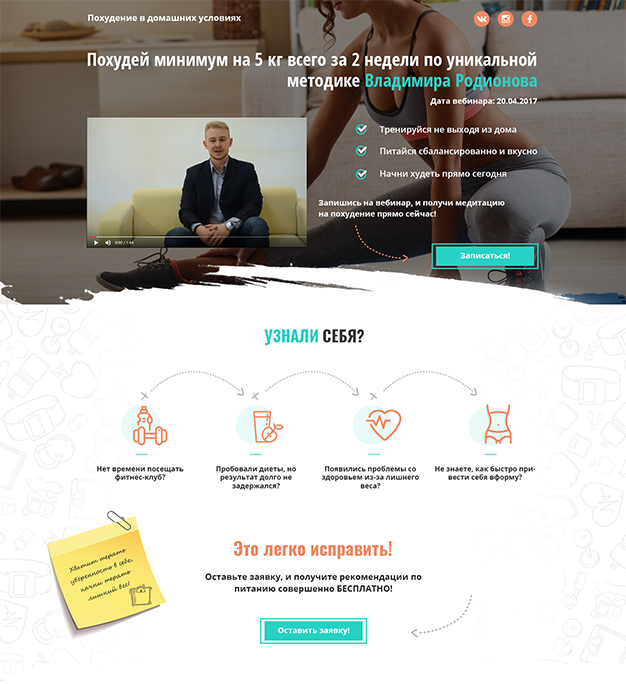 Похудение в домашних условиях
Похудей минимум на 5 кг всего за 2 недели по уникальной
методике Владимира Родионова
Дата вебинара: 20.04.2017
Тренируйся не выходя из дома
Питайся сбалансированно и вкусно
Начни худеть прямо сегодня
Запишись на вебинар, и получи медитацию
на похудение прямо сейчас!
0:02 / 1:44
Записаться!
УЗНАЛИ СЕБЯ?
Нет времени посещать
фитнес-клуб?
Пробовали диеты, но
результат долго не
задержался?
Появились проблемы со
здоровьем из-за лишнего
веса?
Не знаете, как быстро при-
вести себя вформу?
Хватит терять
уверенность в себе,
начни терять
лишний вес!
Это легко исправить!
Оставьте заявку, и получите рекомендации по
питанию совершенно БЕСПЛАТНО!
Оставить заявку!